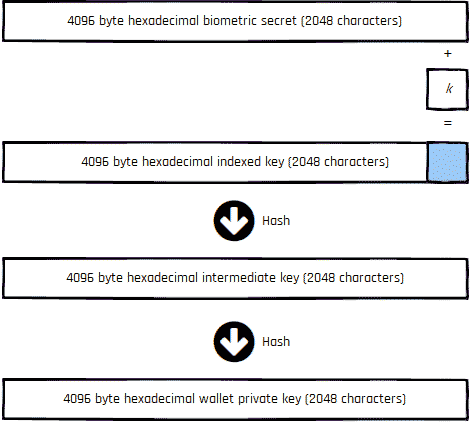 4096 byte hexadecimal biometric secret (2048 characters)
+
k
=
4096 byte hexadecimal indexed key (2048 characters)
Hash
4096 byte hexadecimal intermediate key (2048 characters)
Hash
4096 byte hexadecimal wallet private key (2048 characters)